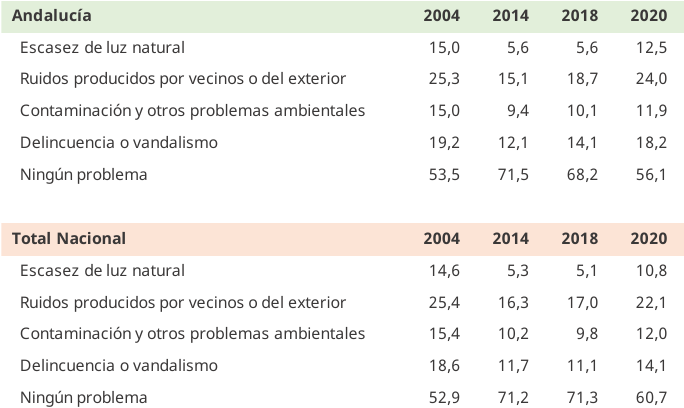 Andalucía 2004 2014 2018 2020
Escasez de luz natural 15,0 5,6 5,6 12,5
Ruidos producidos por vecinos o del exterior 25,3 15,1 18,7 24,0
Contaminación y otros problemas ambientales 15,0 9,4 10,1 11,9
Delincuencia o vandalismo 19,2 12,1 14,1 18,2
Ningún problema 53,5 71,5 68,2 56,1
Total Nacional 2004 2014 2018 2020
Escasez de luz natural 14,6 5,3 5,1 10,8
Ruidos producidos por vecinos o del exterior 25,4 16,3 17,0 22,1
Contaminación y otros problemas ambientales 15,4 10,2 9,8 12,0
Delincuencia o vandalismo 18,6 11,7 11,1 14,1
Ningún problema 52,9 71,2 71,3 60,7